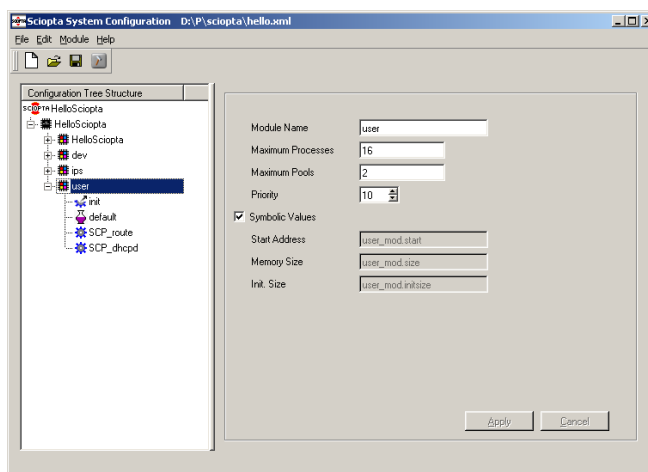 Sciopta System Configuration D:\P\sciopta\hello.xml
File Edit Module Help
Configuration Tree Structure
SCIOPTA HelloSciopta
HelloSciopta
HelloSciopta
dev
ips
user
init
default
SCP_route
SCP_dhcpd
Module Name user
Maximum Processes 16
Maximum Pools 2
Priority 10
Symbolic Values
Start Address user_mod.start
Memory Size user_mod.size
Init. Size user_mod.initsize
Apply Cancel